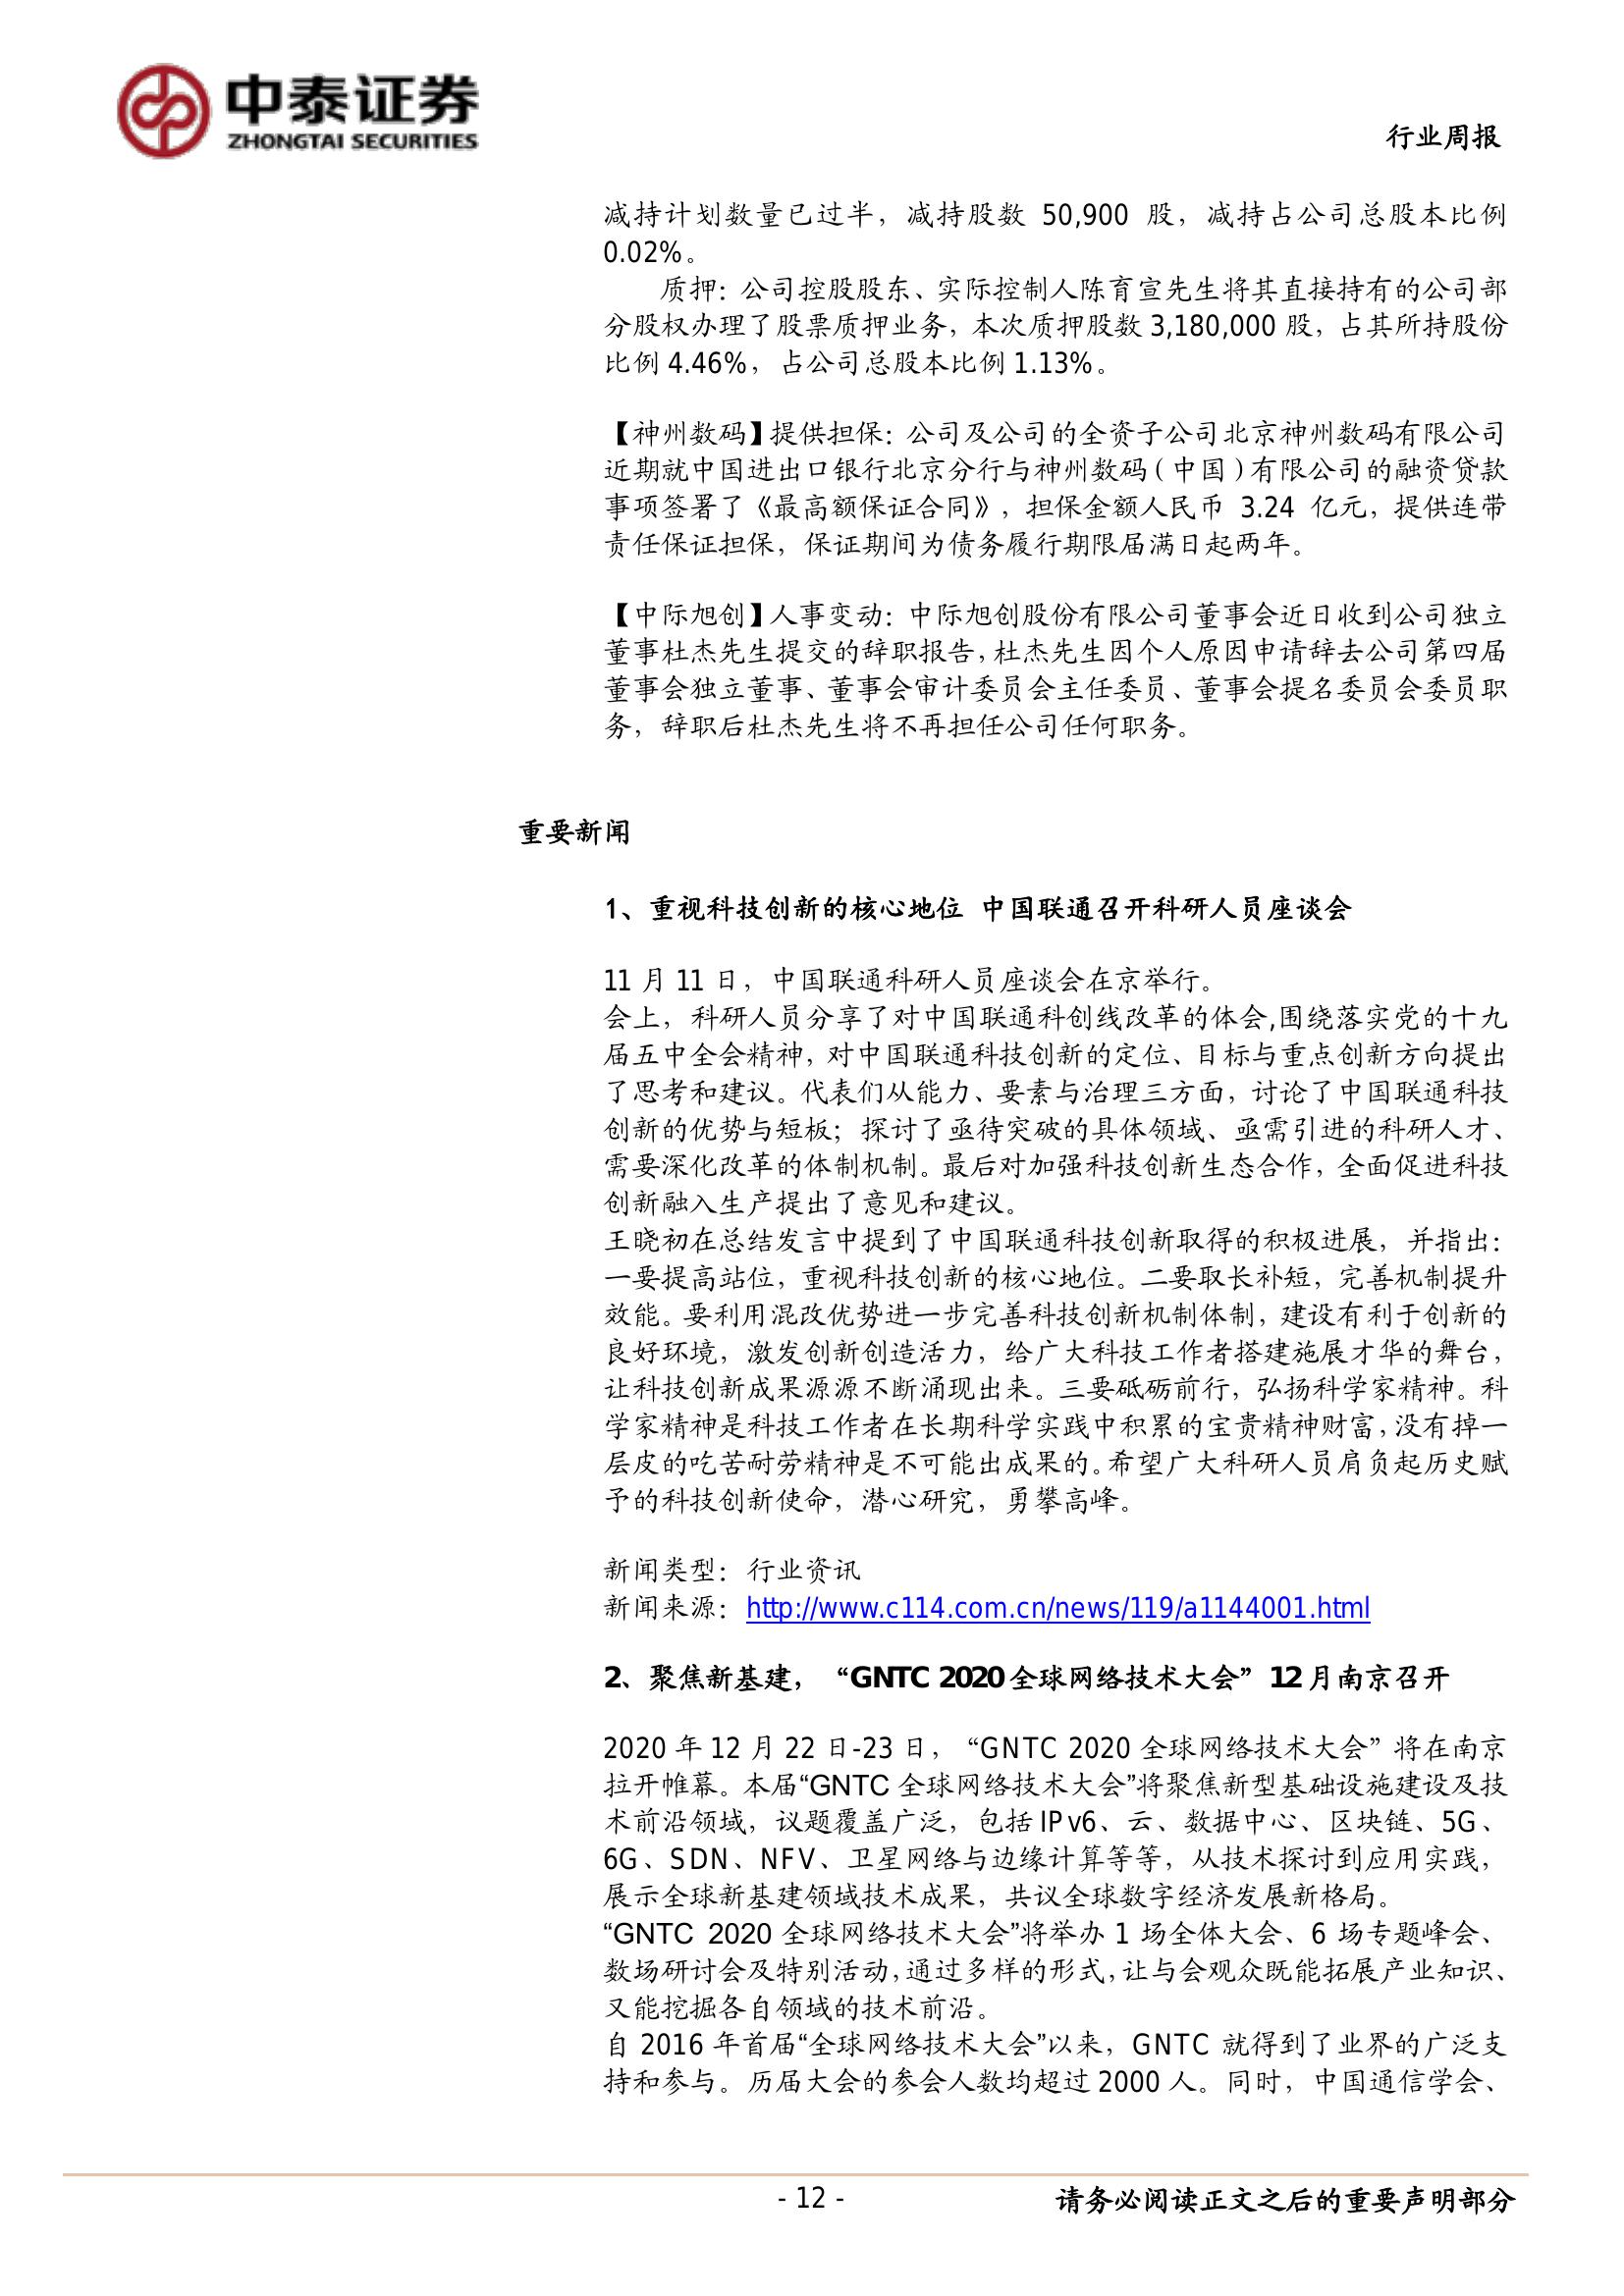 中泰证券
ZHONGTAI SECURITIES
行业周报
减持计划数量已过半，减持股数 50,900 股，减持占公司总股本比例
0.02%。
质押：公司控股股东、实际控制人陈育宣先生将其直接持有的公司部
分股权办理了股票质押业务，本次质押股数 3,180,000 股，占其所持股份
比例 4.46%，占公司总股本比例 1.13%。
【神州数码】提供担保：公司及公司的全资子公司北京神州数码有限公司
近期就中国进出口银行北京分行与神州数码（中国）有限公司的融资贷款
事项签署了《最高额保证合同》，担保金额人民币 3.24 亿元，提供连带
责任保证担保，保证期间为债务履行期限届满日起两年。
【中际旭创】人事变动：中际旭创股份有限公司董事会近日收到公司独立
董事杜杰先生提交的辞职报告，杜杰先生因个人原因申请辞去公司第四届
董事会独立董事、董事会审计委员会主任委员、董事会提名委员会委员职
务，辞职后杜杰先生将不再担任公司任何职务。
重要新闻
1、重视科技创新的核心地位 中国联通召开科研人员座谈会
11 月 11 日，中国联通科研人员座谈会在京举行。
会上，科研人员分享了对中国联通科创线改革的体会,围绕落实党的十九
届五中全会精神，对中国联通科技创新的定位、目标与重点创新方向提出
了思考和建议。代表们从能力、要素与治理三方面，讨论了中国联通科技
创新的优势与短板；探讨了亟待突破的具体领域、亟需引进的科研人才、
需要深化改革的体制机制。最后对加强科技创新生态合作，全面促进科技
创新融入生产提出了意见和建议。
王晓初在总结发言中提到了中国联通科技创新取得的积极进展，并指出：
一要提高站位，重视科技创新的核心地位。二要取长补短，完善机制提升
效能。要利用混改优势进一步完善科技创新机制体制，建设有利于创新的
良好环境，激发创新创造活力，给广大科技工作者搭建施展才华的舞台，
让科技创新成果源源不断涌现出来。三要砥砺前行，弘扬科学家精神。科
学家精神是科技工作者在长期科学实践中积累的宝贵精神财富，没有掉一
层皮的吃苦耐劳精神是不可能出成果的。希望广大科研人员肩负起历史赋
予的科技创新使命，潜心研究，勇攀高峰。
新闻类型：行业资讯
新闻来源：http://www.c114.com.cn/news/119/a1144001.html
2、聚焦新基建，“GNTC 2020 全球网络技术大会”12 月南京召开
2020 年 12 月 22 日-23 日，“GNTC 2020 全球网络技术大会”将在南京
拉开帷幕。本届“GNTC 全球网络技术大会”将聚焦新型基础设施建设及技
术前沿领域，议题覆盖广泛，包括 IPv6、云、数据中心、区块链、5G、
6G、SDN、NFV、卫星网络与边缘计算等等，从技术探讨到应用实践，
展示全球新基建领域技术成果，共议全球数字经济发展新格局。
“GNTC 2020 全球网络技术大会”将举办 1 场全体大会、6 场专题峰会、
数场研讨会及特别活动，通过多样的形式，让与会观众既能拓展产业知识、
又能挖掘各自领域的技术前沿。
自 2016 年首届“全球网络技术大会”以来，GNTC 就得到了业界的广泛支
持和参与。历届大会的参会人数均超过 2000 人。同时，中国通信学会、
- 12 -
请务必阅读正文之后的重要声明部分